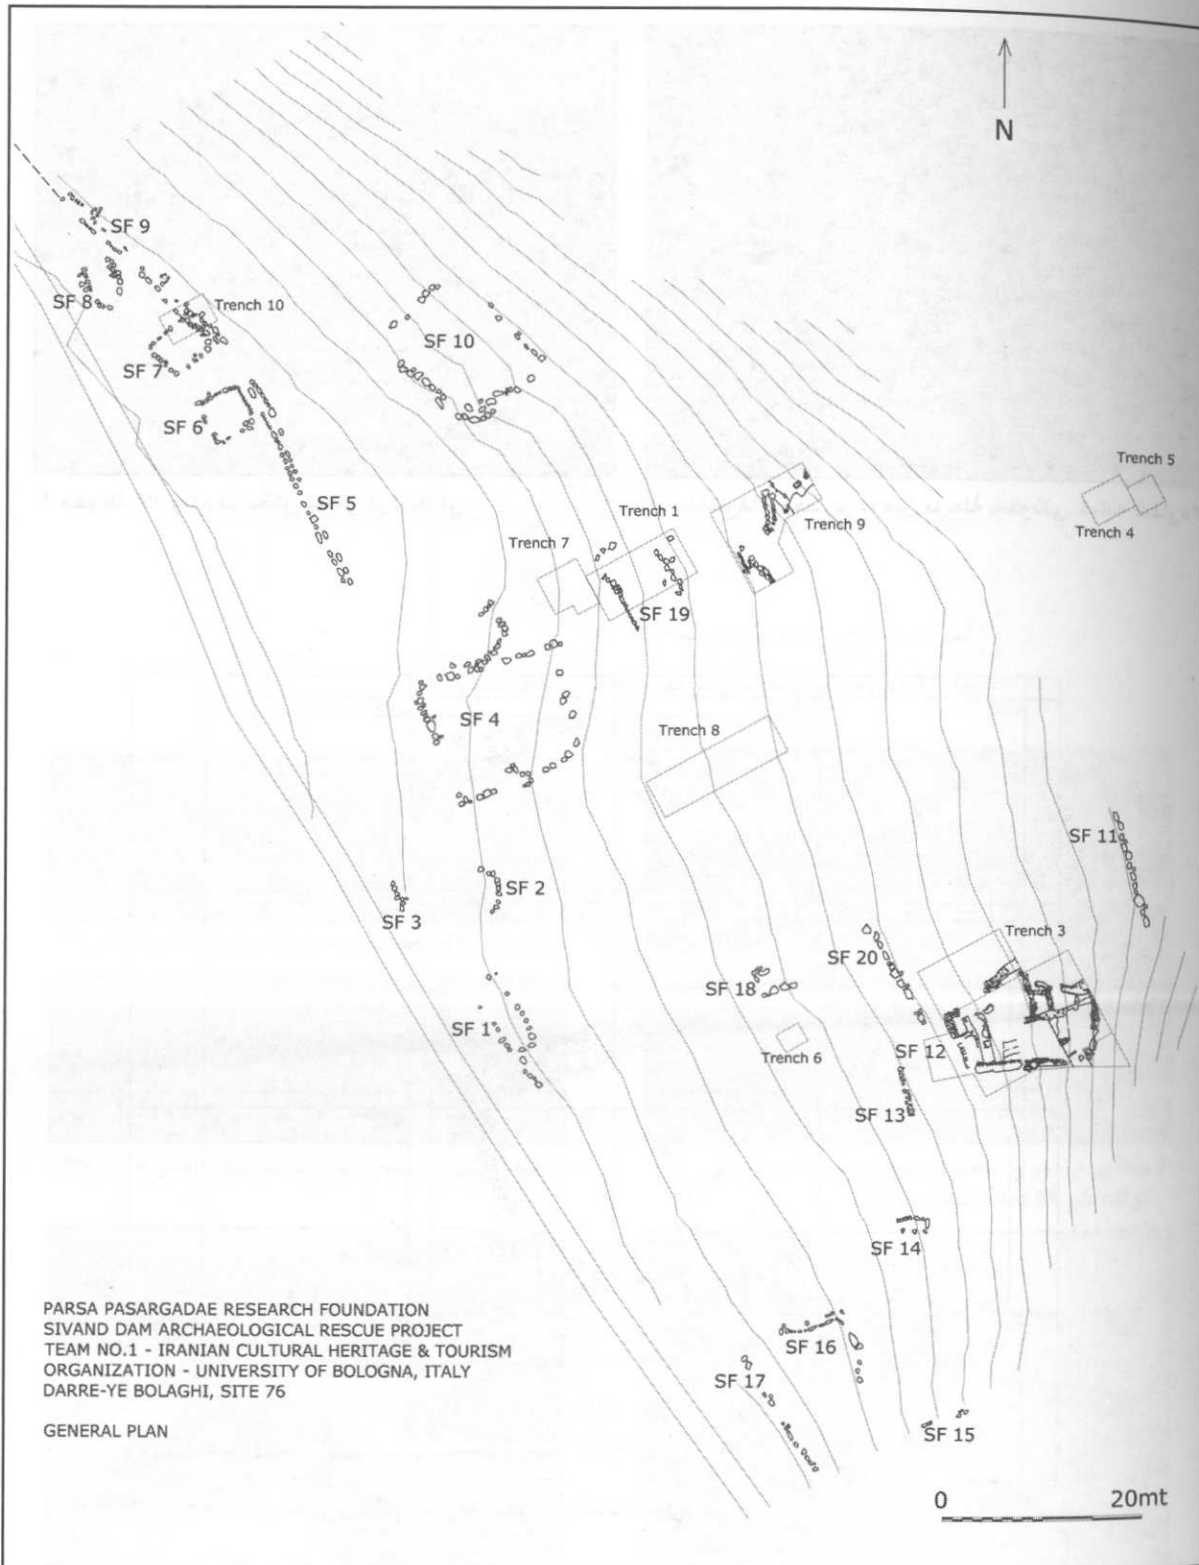 N
SF 9
SF 8
Trench 10
SF 7
SF 10
SF 6
Trench 5
SF 5
Trench 1
Trench 9
Trench 4
Trench 7
SF 19
SF 4
Trench 8
SF 11
SF 2
SF 3
Trench 3
SF 20
SF 18
SF 1
SF 12
Trench 6
SF 13
SF 14
SF 16
SF 17
SF 15
PARSA PASARGADAE RESEARCH FOUNDATION
SIVAND DAM ARCHAEOLOGICAL RESCUE PROJECT
TEAM NO.1 - IRANIAN CULTURAL HERITAGE & TOURISM
ORGANIZATION - UNIVERSITY OF BOLOGNA, ITALY
DARRE-YE BOLAGHI, SITE 76
GENERAL PLAN
0 20mt